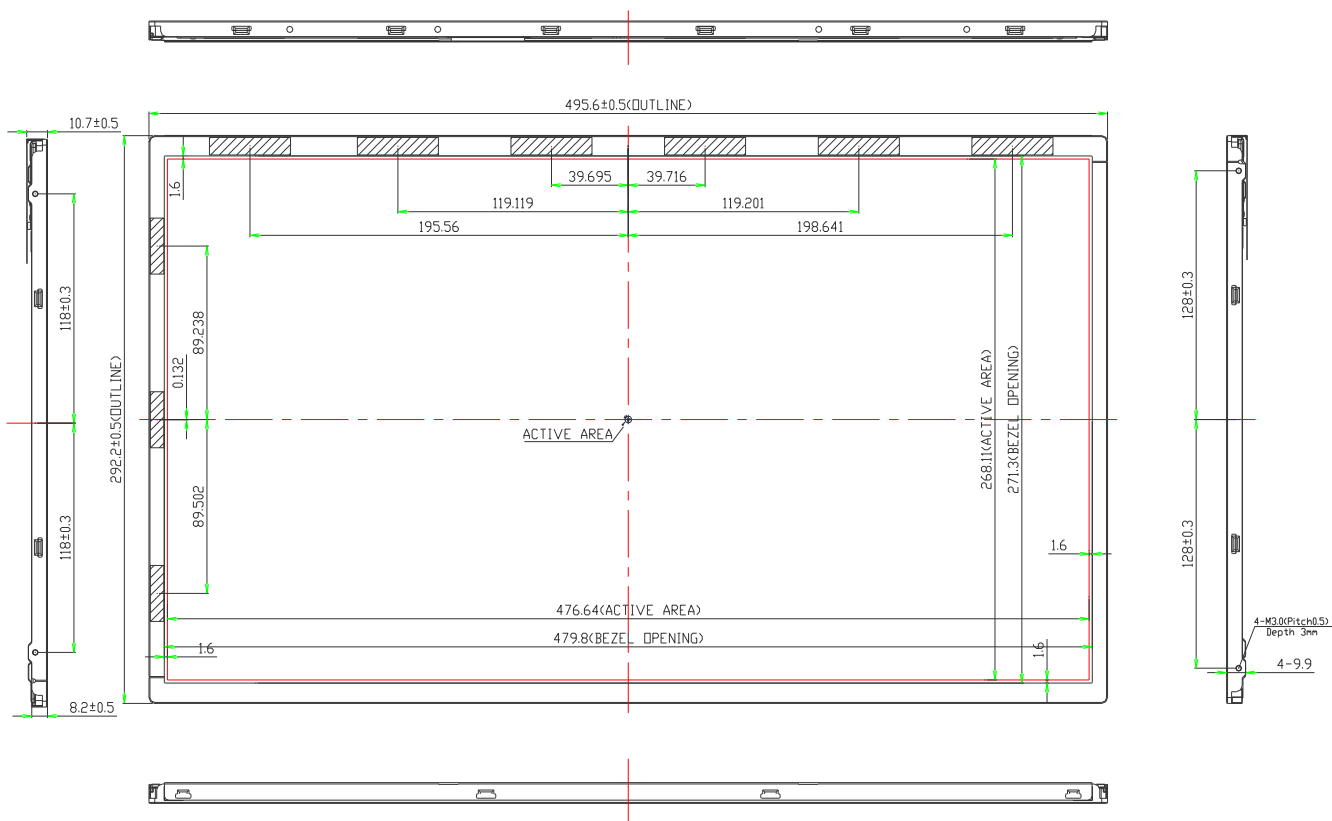 495.6±0.5(OUTLINE)
10.7±0.5
1.6
39.695
39.716
119.119
119.201
195.56
198.641
118±0.3
128±0.3
89.238
0.132
292.2±0.5(OUTLINE)
268.11(ACTIVE AREA)
271.3(BEZEL OPENING)
ACTIVE AREA
89.502
118±0.3
128±0.3
1.6
476.64(ACTIVE AREA)
479.8(BEZEL OPENING)
1.6
1.6
4-M3.0(Pitch0.5)
Depth 3mm
4-9.9
8.2±0.5